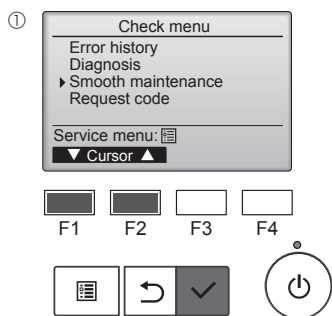 ①
Check menu
Error history
Diagnosis
Smooth maintenance
Request code
Service menu:
▼ Cursor ▲
F1 F2 F3 F4